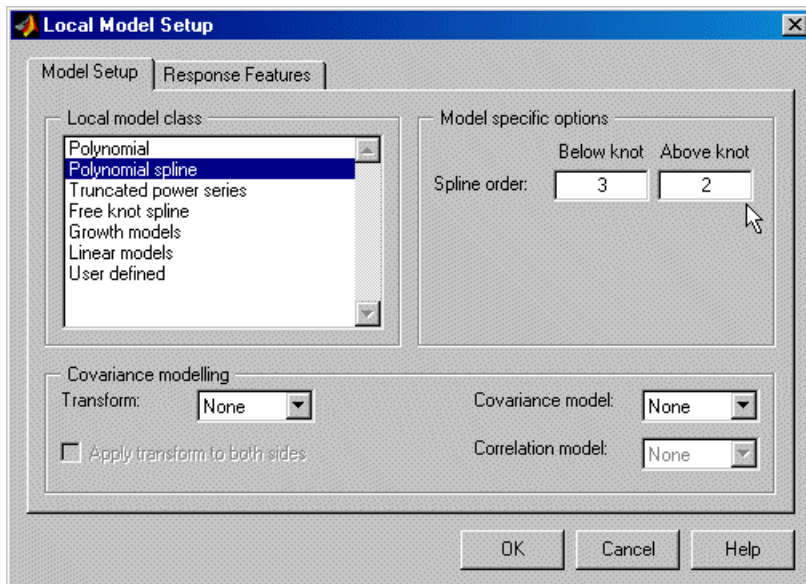 Local Model Setup
Model Setup
Response Features
Local model class
Polynomial
Polynomial spline
Truncated power series
Free knot spline
Growth models
Linear models
User defined
Model specific options
Below knot Above knot
Spline order: 3 2
Covariance modelling
Transform: None
Apply transform to both sides
Covariance model: None
Correlation model: None
OK Cancel Help